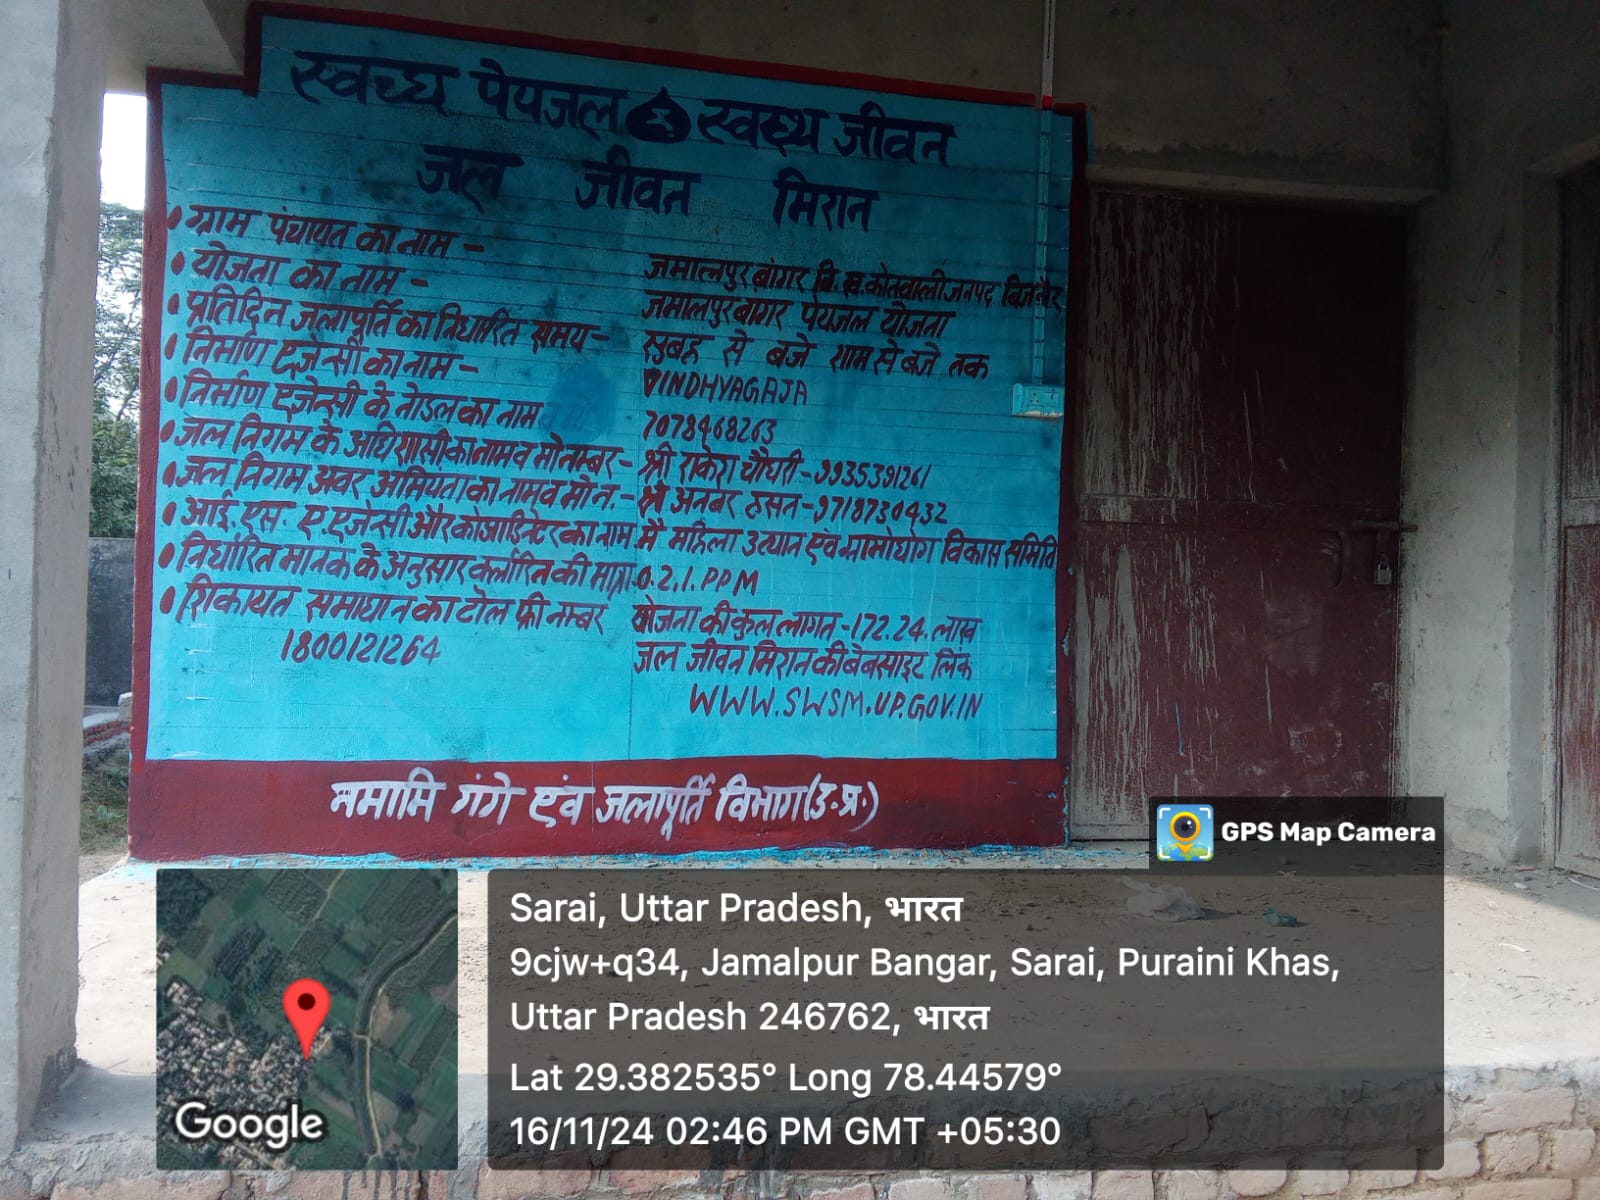 स्वच्छ पेयजल स्वस्थ जीवन
जल जीवन मिशन
• ग्राम पंचायत का नाम - जमालपुर बांगर वि.ख.कोतवाली जनपद बिजनौर
• योजना का नाम - जमालपुर बांगर पेयजल योजना
• प्रतिदिन जलापूर्ति का निर्धारित समय - सुबह से बजे शाम से बजे तक
• निर्माण एजेन्सी का नाम - VINDHYAGAJA
• निर्माण एजेन्सी के नोडल का नाम 7078468263
• जल निगम के अधिशासी.का नाम व मो नम्बर - श्री राकेश चौधरी - 9935391261
• जल निगम अवर अभियंता का नाम व मो न. - श्री अनवर हसन - 9718730432
• आई. एस. ए. एजेन्सी और कोआडिनेटर का नाम मै महिला उत्थान एवं ग्रामोधोग विकास समिति
• निर्धारित मानक के अनुसार क्लोरिन की मात्रा. 0.2.1.PPM
• शिकायत समाधान का टोल फ्री नम्बर योजना की कुल लागत - 172.24. लाख
1800121264 जल जीवन मिशन की बेबसाइट लिंक
WWW.SWSM.UP.GOV.IN
नमामि गंगे एवं जलापूर्ति विभाग (उ.प्र.)
GPS Map Camera
Sarai, Uttar Pradesh, भारत
9cjw+q34, Jamalpur Bangar, Sarai, Puraini Khas,
Uttar Pradesh 246762, भारत
Lat 29.382535° Long 78.44579°
16/11/24 02:46 PM GMT +05:30
Google